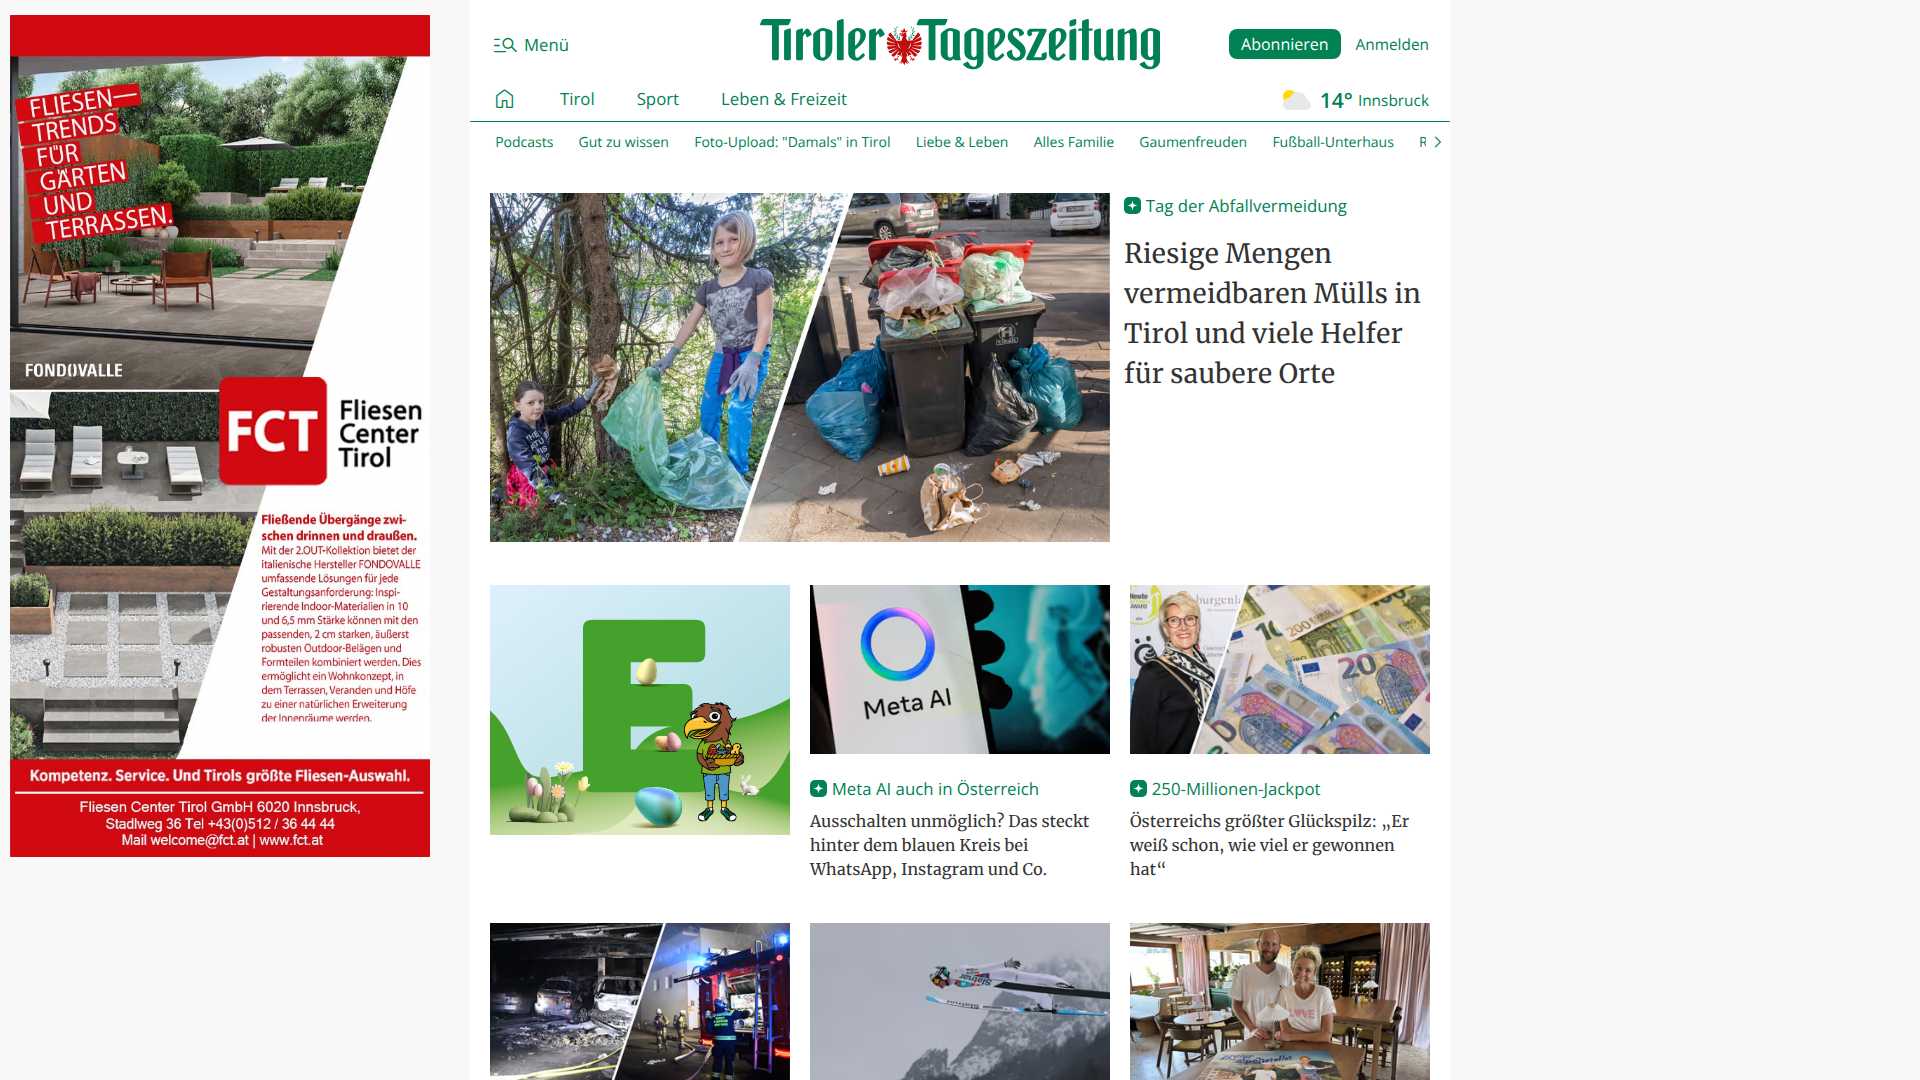 Menü
Tiroler Tageszeitung
Abonnieren
Anmelden
Tirol
Sport
Leben & Freizeit
14° Innsbruck
Podcasts
Gut zu wissen
Foto-Upload: "Damals" in Tirol
Liebe & Leben
Alles Familie
Gaumenfreuden
Fußball-Unterhaus
FLIESEN—
TRENDS
FÜR
GÄRTEN
UND
TERRASSEN.
FONDOVALLE
FCT
Fliesen
Center
Tirol
Fließende Übergänge zwi-
schen drinnen und draußen.
Mit der 2.OUT-Kollektion bietet der
italienische Hersteller FONDOVALLE
umfassende Lösungen für jede
Gestaltungsanforderung: Inspi-
rierende Indoor-Materialien in 10
und 6,5 mm Stärke können mit den
passenden, 2 cm starken, äußerst
robusten Outdoor-Belägen und
Formteilen kombiniert werden. Dies
ermöglicht ein Wohnkonzept, in
dem Terrassen, Veranden und Höfe
zu einer natürlichen Erweiterung
der Innenräume werden.
Kompetenz. Service. Und Tirols größte Fliesen-Auswahl.
Fliesen Center Tirol GmbH 6020 Innsbruck,
Stadlweg 36 Tel +43(0)512 / 36 44 44
Mail welcome@fct.at | www.fct.at
Tag der Abfallvermeidung
Riesige Mengen
vermeidbaren Mülls in
Tirol und viele Helfer
für saubere Orte
E
Meta AI
Meta AI auch in Österreich
Ausschalten unmöglich? Das steckt
hinter dem blauen Kreis bei
WhatsApp, Instagram und Co.
burgenla
200
20
250-Millionen-Jackpot
Österreichs größter Glückspilz: „Er
weiß schon, wie viel er gewonnen
hat“
LOVE